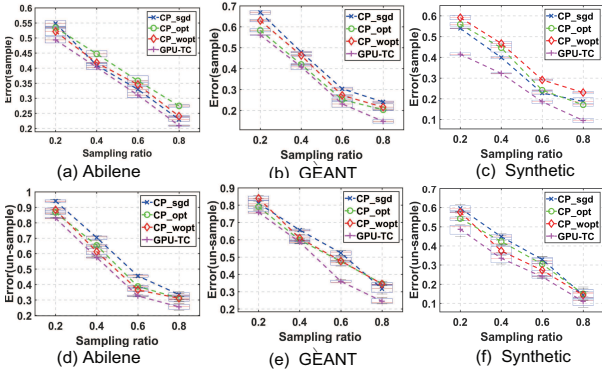 0.6
0.55
0.5
0.45
0.4
0.35
0.3
0.25
0.2
Error(sample)
CP_sgd
CP_opt
CP_wopt
GPU-TC
0.2 0.4 0.6 0.8
Sampling ratio
(a) Abilene
0.7
0.6
0.5
0.4
0.3
0.2
Error(sample)
CP_sgd
CP_opt
CP_wopt
GPU-TC
0.2 0.4 0.6 0.8
Sampling ratio
(b) GÈANT
0.6
0.5
0.4
0.3
0.2
0.1
Error(sample)
CP_sgd
CP_opt
CP_wopt
GPU-TC
0.2 0.4 0.6 0.8
Sampling ratio
(c) Synthetic
1
0.9
0.8
0.7
0.6
0.5
0.4
0.3
0.2
Error(un-sample)
CP_sgd
CP_opt
CP_wopt
GPU-TC
0.2 0.4 0.6 0.8
Sampling ratio
(d) Abilene
0.9
0.8
0.7
0.6
0.5
0.4
0.3
0.2
Error(un-sample)
CP_sgd
CP_opt
CP_wopt
GPU-TC
0.2 0.4 0.6 0.8
Sampling ratio
(e) GÈANT
0.6
0.5
0.4
0.3
0.2
0.1
Error(un-sample)
CP_sgd
CP_opt
CP_wopt
GPU-TC
0.2 0.4 0.6 0.8
Sampling ratio
(f) Synthetic